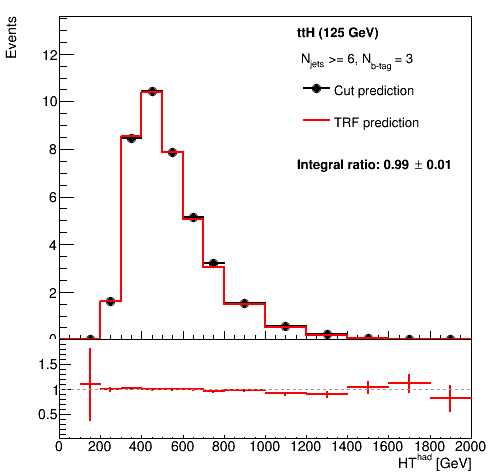 Events
ttH (125 GeV)
N_jets >= 6, N_b-tag = 3
Cut prediction
TRF prediction
Integral ratio: 0.99 ± 0.01
12
10
8
6
4
2
0
1.5
1
0.5
0 200 400 600 800 1000 1200 1400 1600 1800 2000
HT^had [GeV]